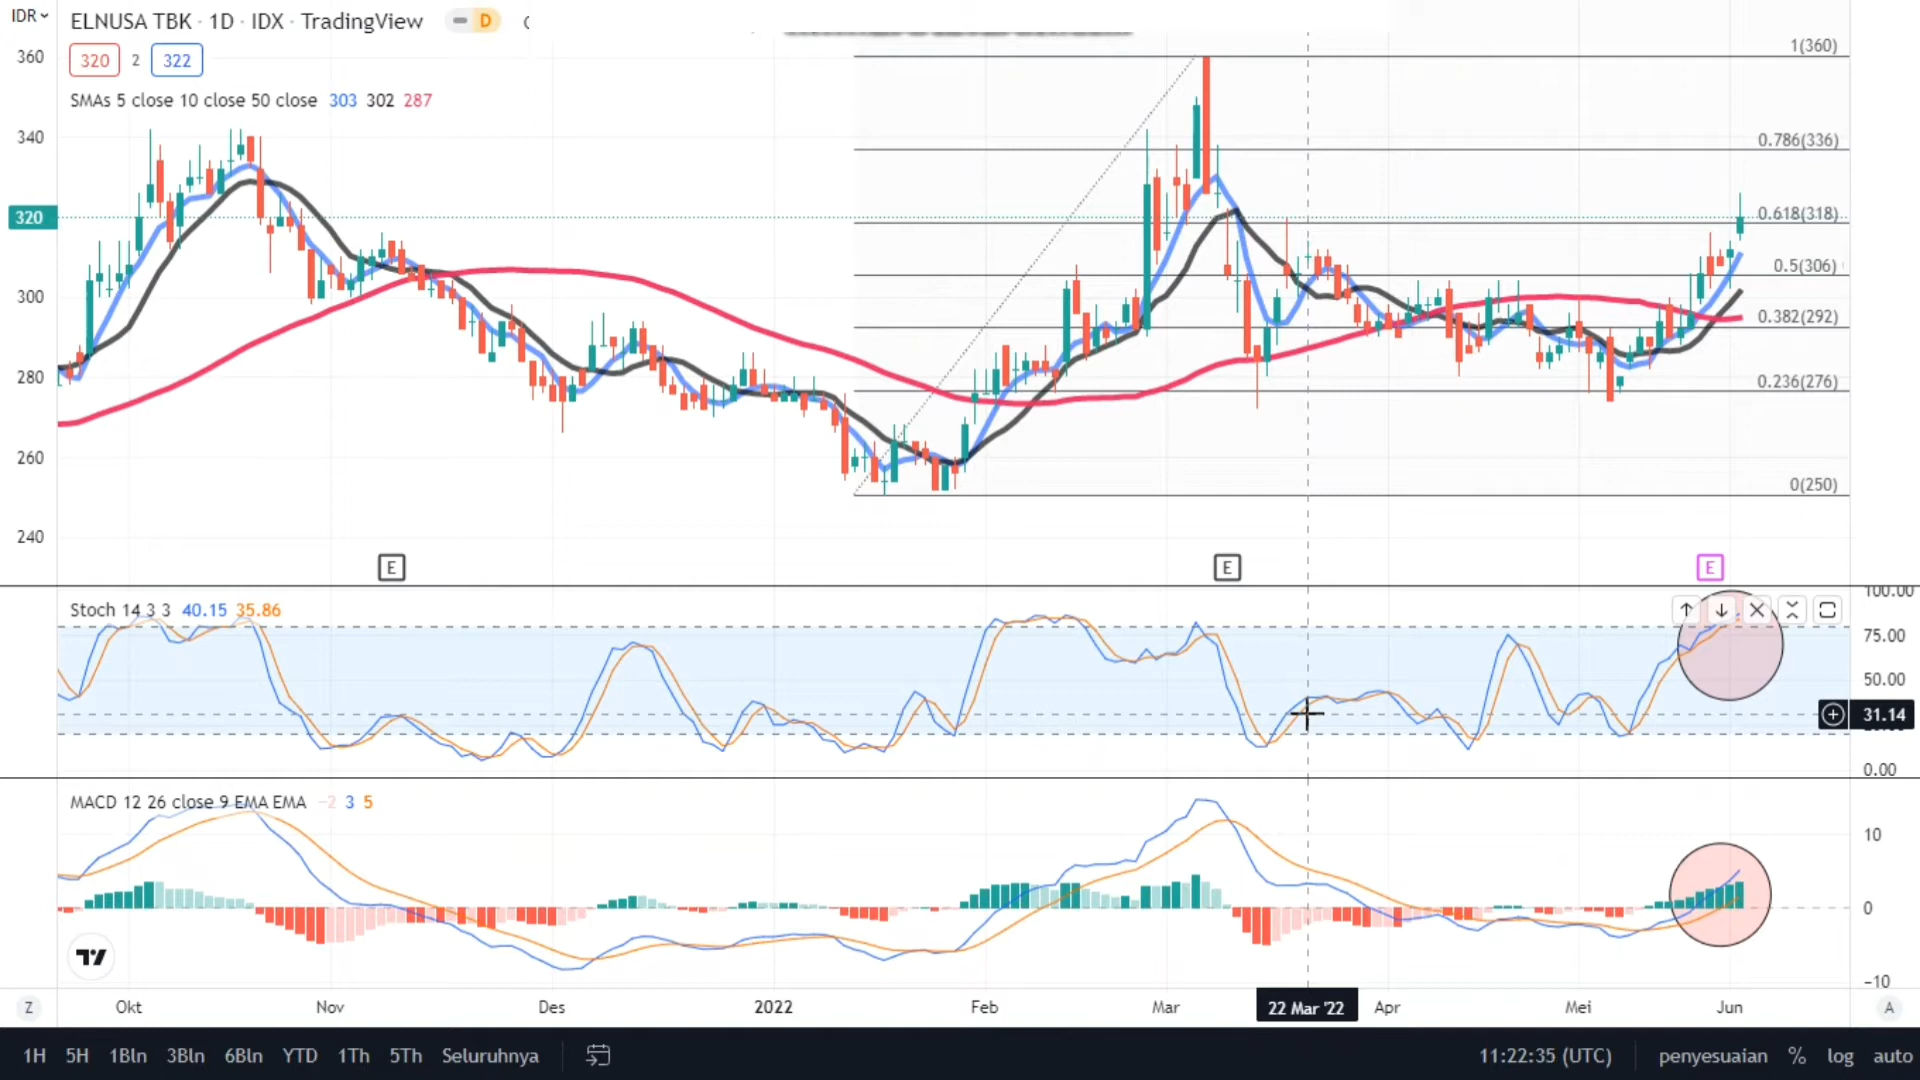 IDR
ELNUSA TBK · 1D · IDX · TradingView
D
320 2 322
SMAs 5 close 10 close 50 close 303 302 287
360
340
320
300
280
260
240
1(360)
0.786(336)
0.618(318)
0.5(306)
0.382(292)
0.236(276)
0(250)
E E E
Stoch 14 3 3 40.15 35.86
100.00
75.00
50.00
31.14
0.00
MACD 12 26 close 9 EMA EMA −2 3 5
10
0
−10
Z Okt Nov Des 2022 Feb Mar 22 Mar '22 Apr Mei Jun A
1H 5H 1Bln 3Bln 6Bln YTD 1Th 5Th Seluruhnya 11:22:35 (UTC) penyesuaian % log auto